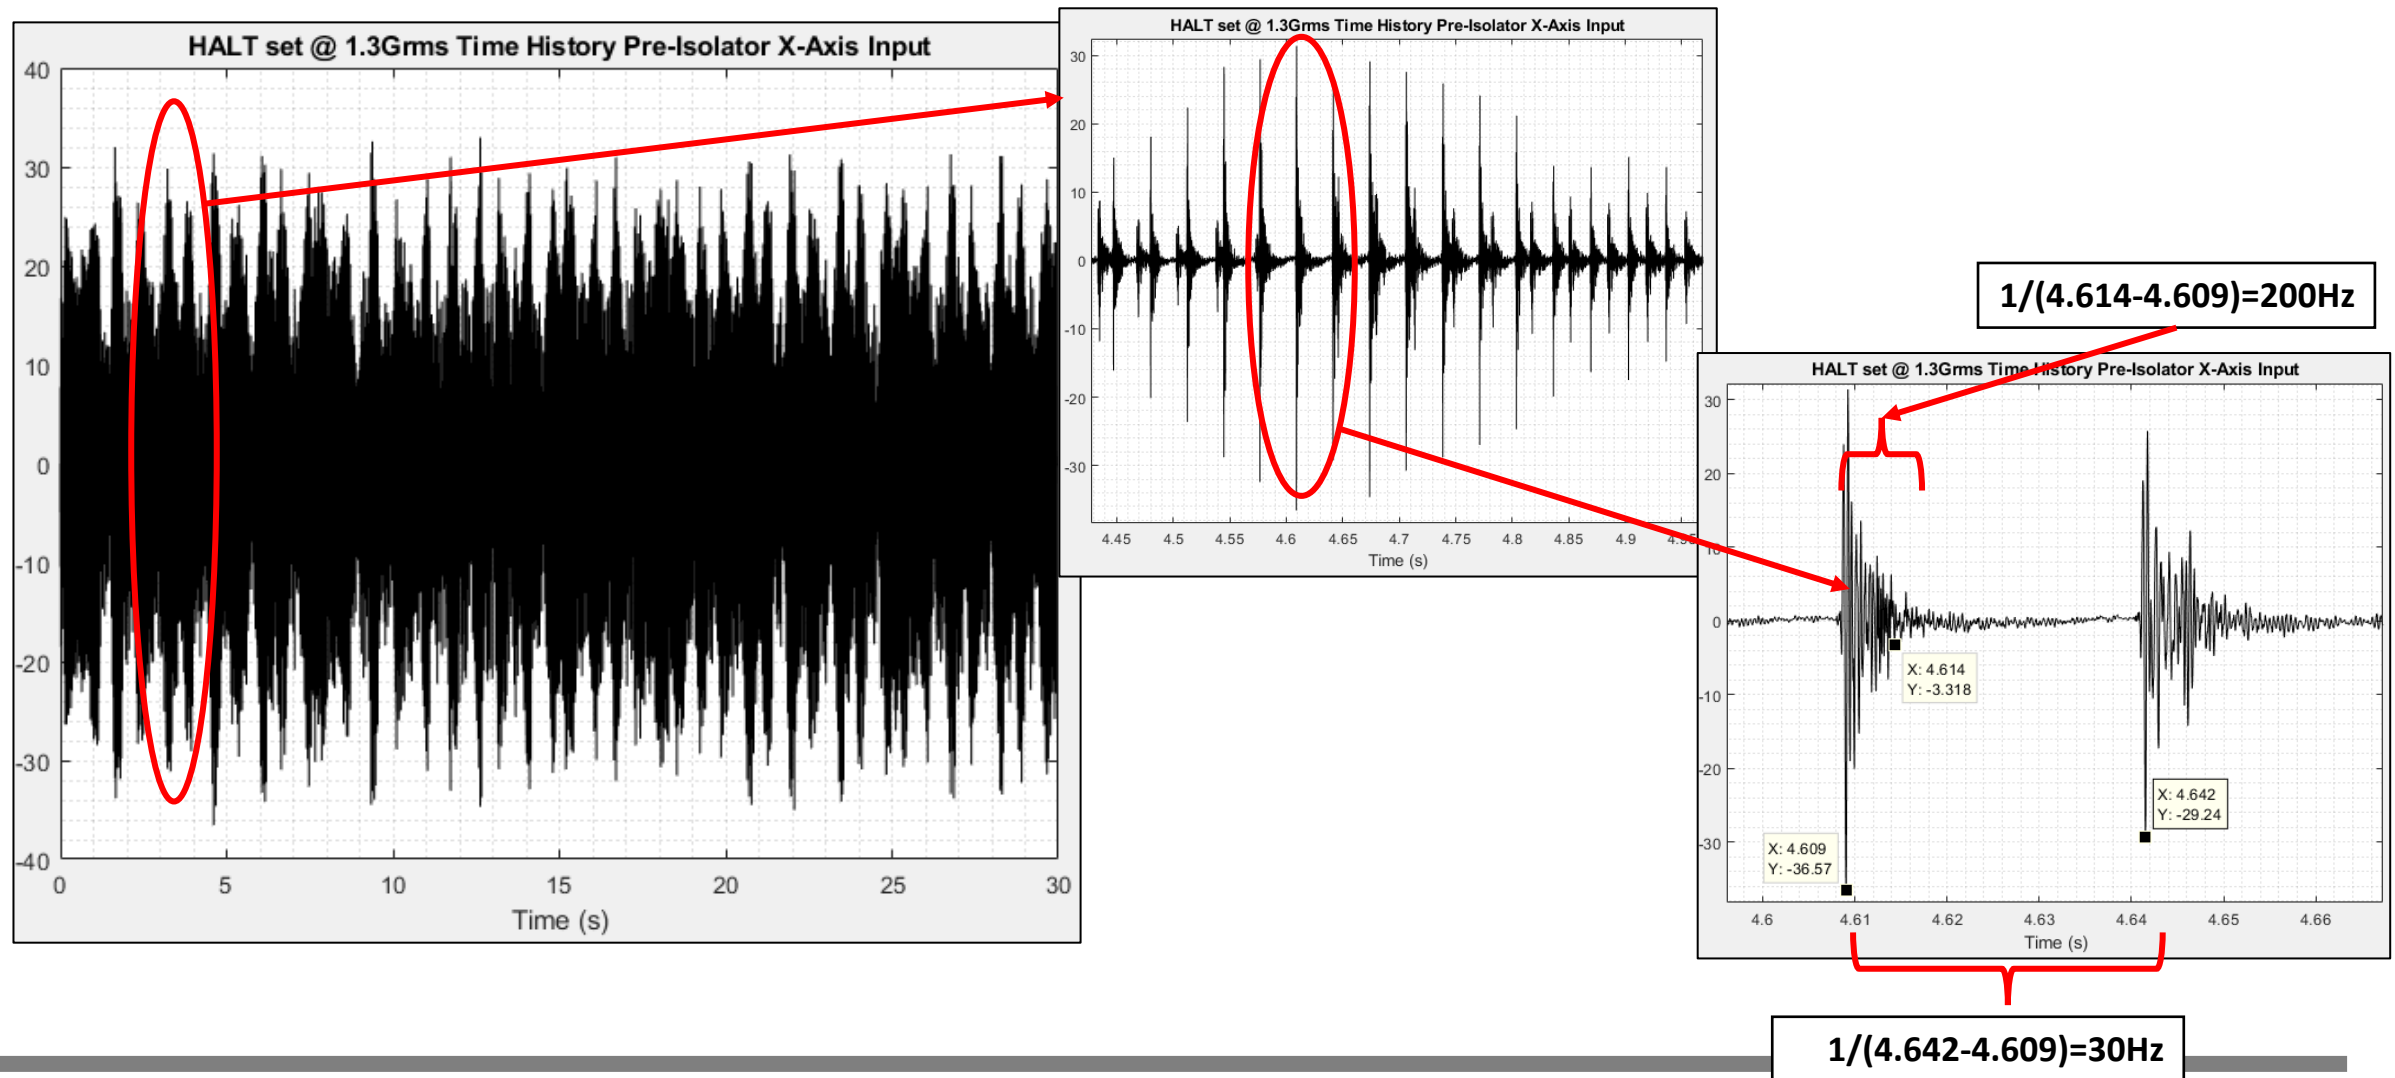 HALT set @ 1.3Grms Time History Pre-Isolator X-Axis Input
40
30
20
10
0
-10
-20
-30
-40
0 5 10 15 20 25 30
Time (s)
HALT set @ 1.3Grms Time History Pre-Isolator X-Axis Input
30
20
10
0
-10
-20
-30
4.45 4.5 4.55 4.6 4.65 4.7 4.75 4.8 4.85 4.9 4.95
Time (s)
1/(4.614-4.609)=200Hz
HALT set @ 1.3Grms Time History Pre-Isolator X-Axis Input
30
20
10
0
-10
-20
-30
X: 4.614
Y: -3.318
X: 4.642
Y: -29.24
X: 4.609
Y: -36.57
4.6 4.61 4.62 4.63 4.64 4.65 4.66
Time (s)
1/(4.642-4.609)=30Hz